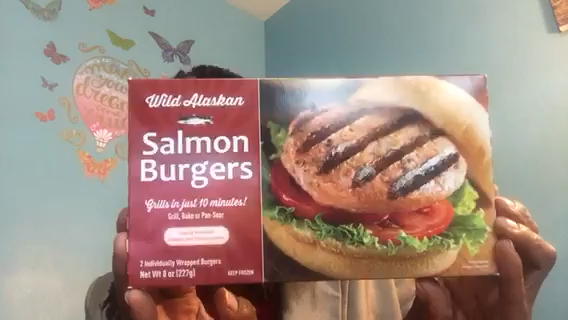 Wild Alaskan
Salmon
Burgers
Grills in just 10 minutes!
Grill, Bake or Pan-Sear
2 Individually Wrapped Burgers
Net Wt 8 oz (227g)
KEEP FROZEN